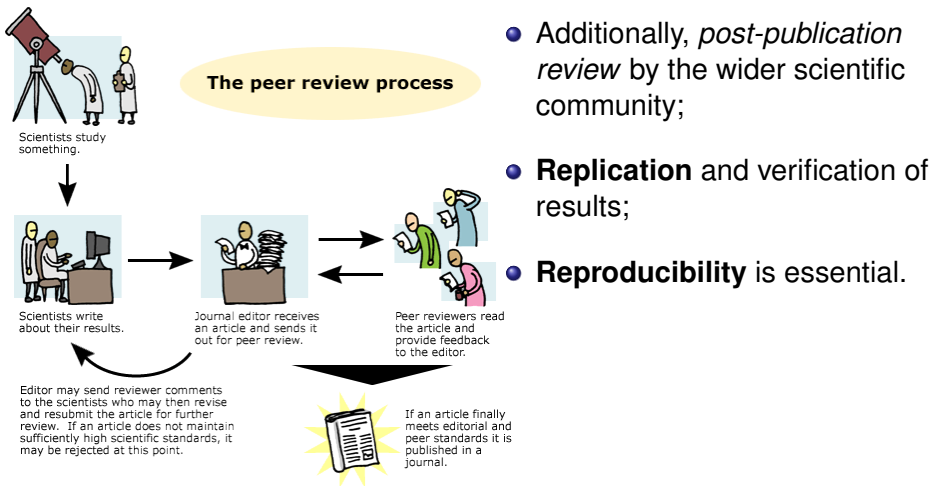 The peer review process
Scientists study
something.
Scientists write
about their results.
Journal editor receives
an article and sends it
out for peer review.
Peer reviewers read
the article and
provide feedback
to the editor.
Editor may send reviewer comments
to the scientists who may then revise
and resubmit the article for further
review.  If an article does not maintain
sufficiently high scientific standards, it
may be rejected at this point.
If an article finally
meets editorial and
peer standards it is
published in a
journal.
Additionally, post-publication
review by the wider scientific
community;
Replication and verification of
results;
Reproducibility is essential.